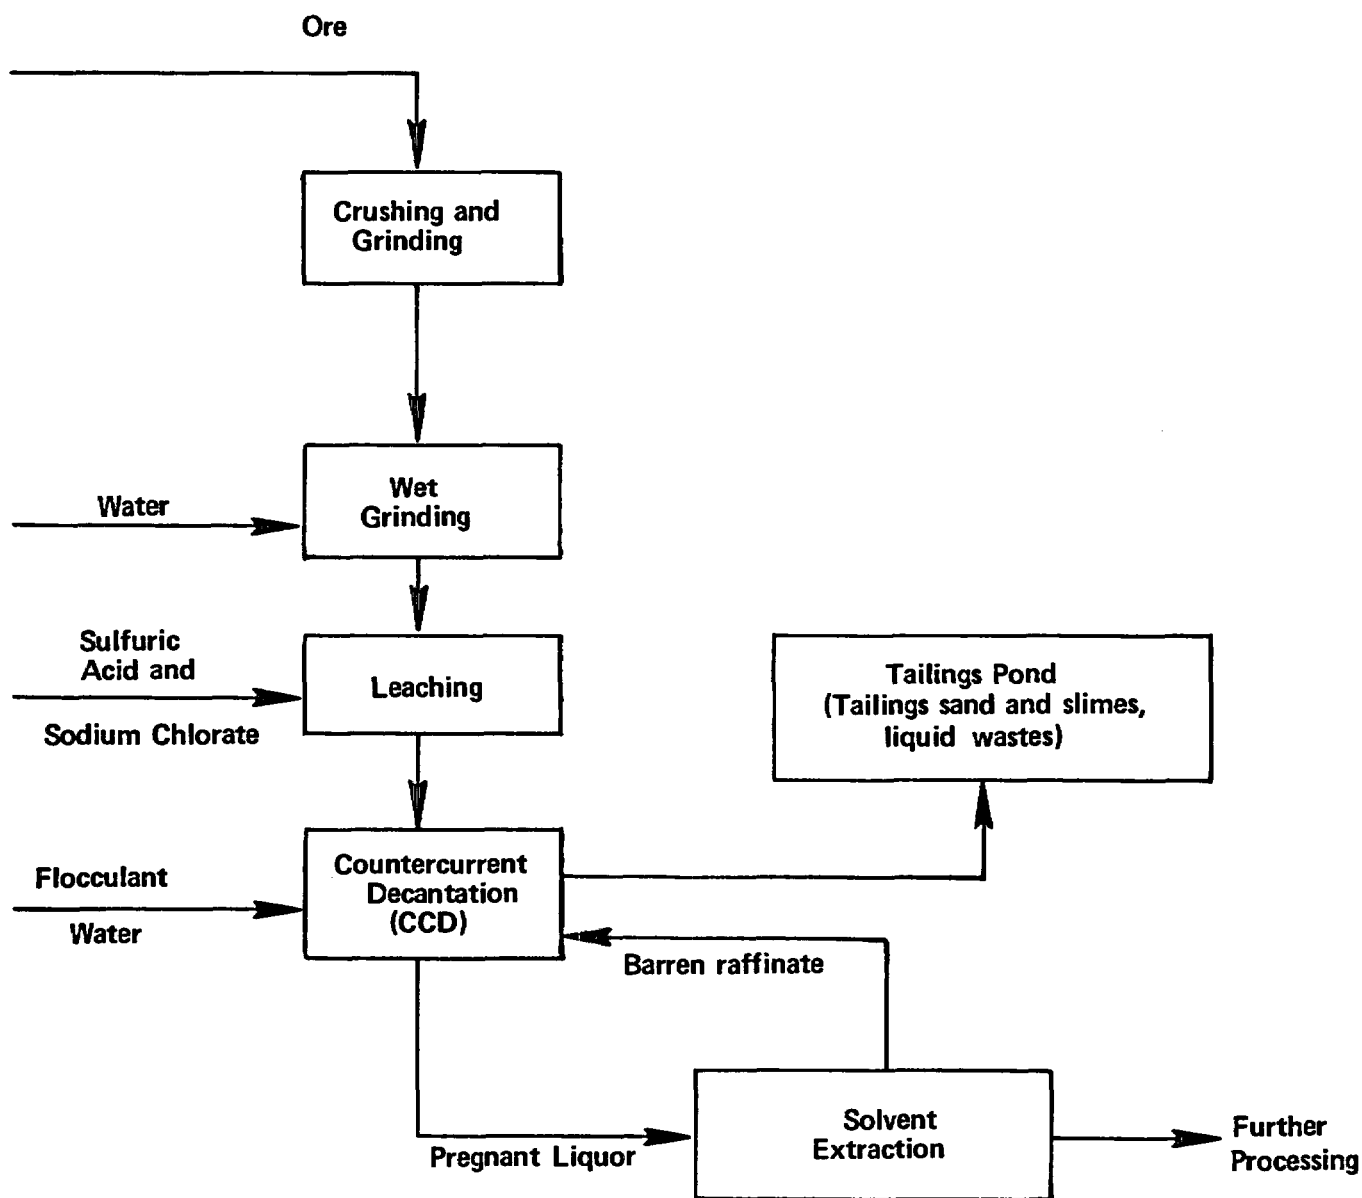 Ore
Crushing and
Grinding
Wet
Grinding
Water
Sulfuric
Acid and
Sodium Chlorate
Leaching
Tailings Pond
(Tailings sand and slimes,
liquid wastes)
Countercurrent
Decantation
(CCD)
Flocculant
Water
Barren raffinate
Solvent
Extraction
Pregnant Liquor
Further
Processing